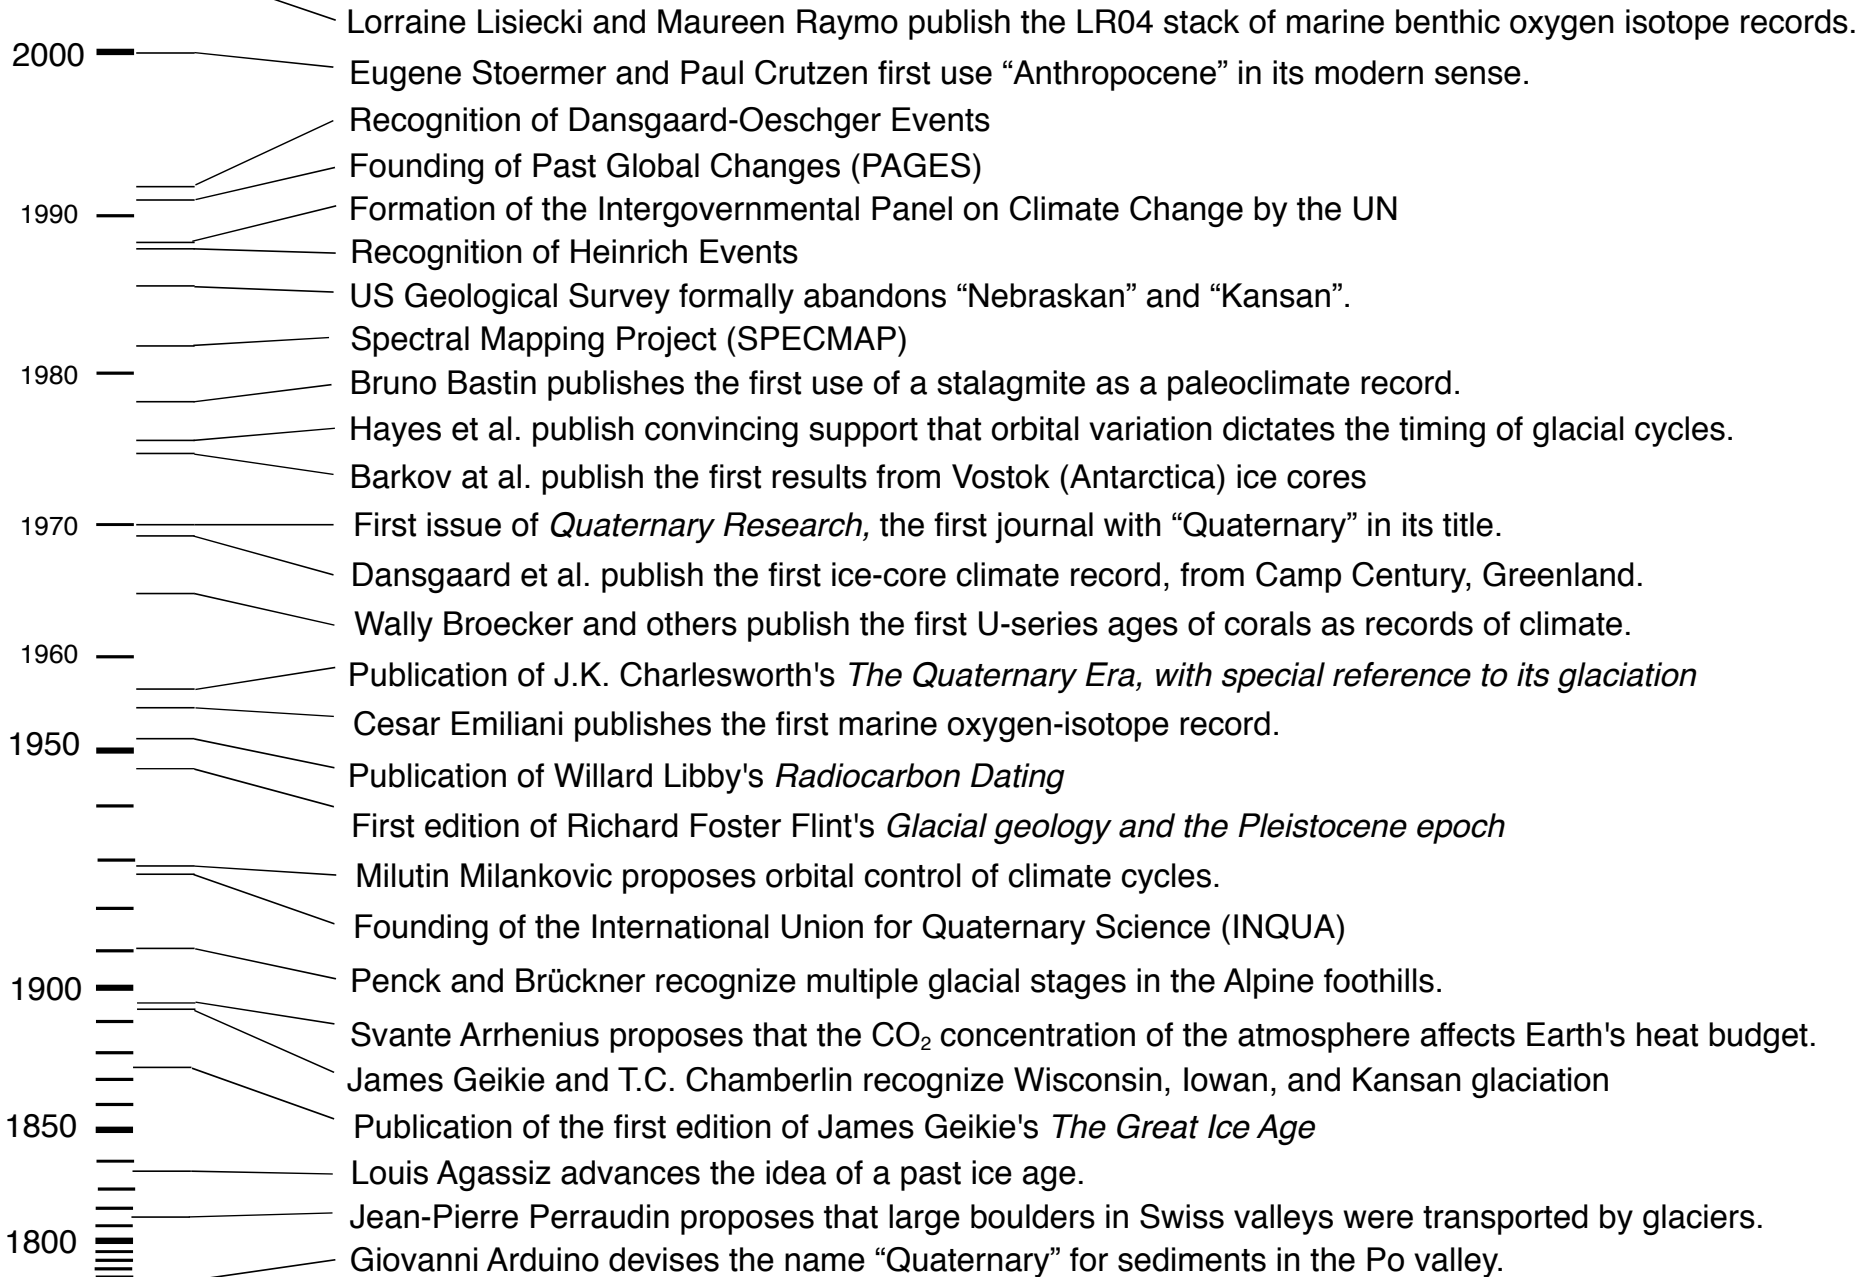 Lorraine Lisiecki and Maureen Raymo publish the LR04 stack of marine benthic oxygen isotope records.
2000
Eugene Stoermer and Paul Crutzen first use “Anthropocene” in its modern sense.
Recognition of Dansgaard-Oeschger Events
Founding of Past Global Changes (PAGES)
1990
Formation of the Intergovernmental Panel on Climate Change by the UN
Recognition of Heinrich Events
US Geological Survey formally abandons “Nebraskan” and “Kansan”.
Spectral Mapping Project (SPECMAP)
1980
Bruno Bastin publishes the first use of a stalagmite as a paleoclimate record.
Hayes et al. publish convincing support that orbital variation dictates the timing of glacial cycles.
Barkov at al. publish the first results from Vostok (Antarctica) ice cores
1970
First issue of Quaternary Research, the first journal with “Quaternary” in its title.
Dansgaard et al. publish the first ice-core climate record, from Camp Century, Greenland.
Wally Broecker and others publish the first U-series ages of corals as records of climate.
1960
Publication of J.K. Charlesworth's The Quaternary Era, with special reference to its glaciation
Cesar Emiliani publishes the first marine oxygen-isotope record.
1950
Publication of Willard Libby's Radiocarbon Dating
First edition of Richard Foster Flint's Glacial geology and the Pleistocene epoch
Milutin Milankovic proposes orbital control of climate cycles.
Founding of the International Union for Quaternary Science (INQUA)
Penck and Brückner recognize multiple glacial stages in the Alpine foothills.
1900
Svante Arrhenius proposes that the CO₂ concentration of the atmosphere affects Earth's heat budget.
James Geikie and T.C. Chamberlin recognize Wisconsin, Iowan, and Kansan glaciation
1850
Publication of the first edition of James Geikie's The Great Ice Age
Louis Agassiz advances the idea of a past ice age.
Jean-Pierre Perraudin proposes that large boulders in Swiss valleys were transported by glaciers.
1800
Giovanni Arduino devises the name “Quaternary” for sediments in the Po valley.